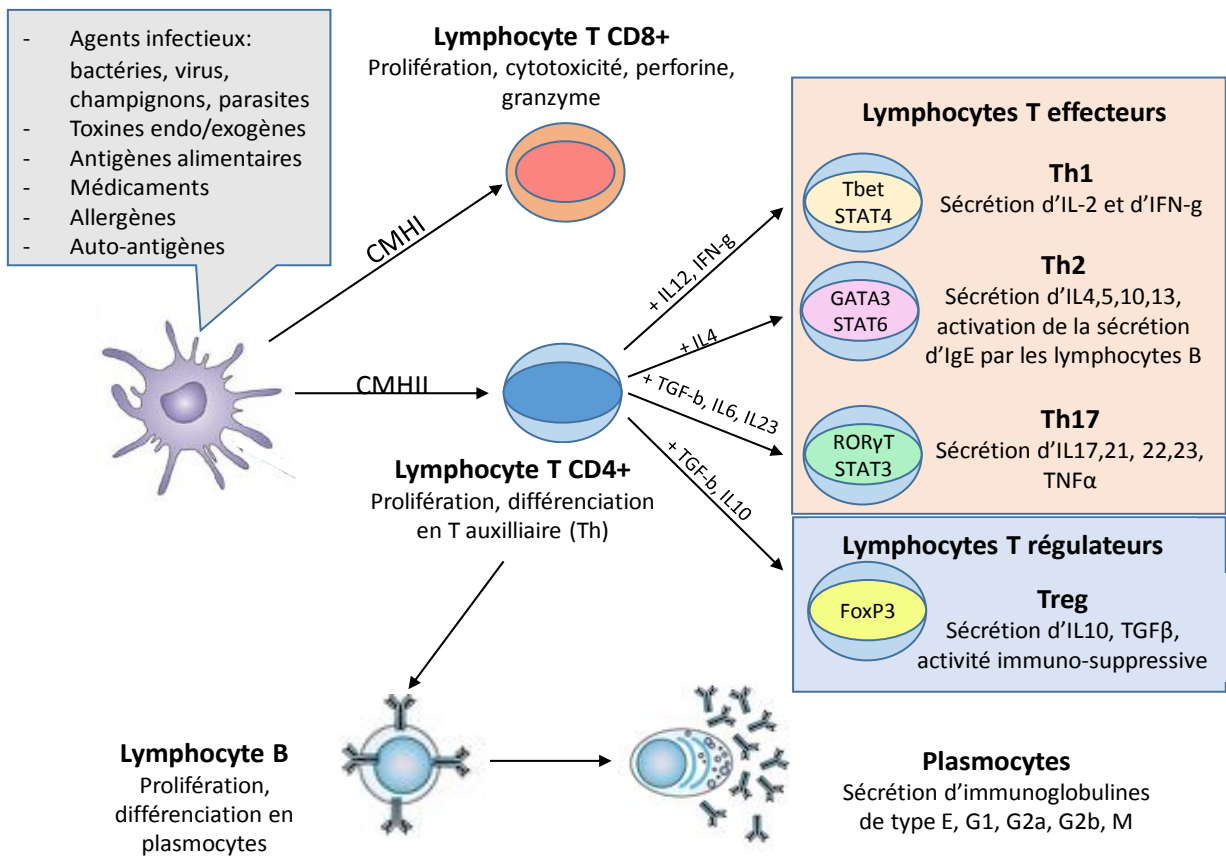 - Agents infectieux:
bactéries, virus,
champignons, parasites
- Toxines endo/exogènes
- Antigènes alimentaires
- Médicaments
- Allergènes
- Auto-antigènes
Lymphocyte T CD8+
Prolifération, cytotoxicité, perforine,
granzyme
CMHI
CMHII
Lymphocyte T CD4+
Prolifération, différenciation
en T auxilliaire (Th)
+ IL12, IFN-g
+ IL4
+ TGF-b, IL6, IL23
+ TGF-b, IL10
Lymphocytes T effecteurs
Tbet
STAT4
Th1
Sécrétion d'IL-2 et d'IFN-g
GATA3
STAT6
Th2
Sécrétion d'IL4,5,10,13,
activation de la sécrétion
d'IgE par les lymphocytes B
RORγT
STAT3
Th17
Sécrétion d'IL17,21, 22,23,
TNFα
Lymphocytes T régulateurs
FoxP3
Treg
Sécrétion d'IL10, TGFβ,
activité immuno-suppressive
Lymphocyte B
Prolifération,
différenciation en
plasmocytes
Plasmocytes
Sécrétion d'immunoglobulines
de type E, G1, G2a, G2b, M